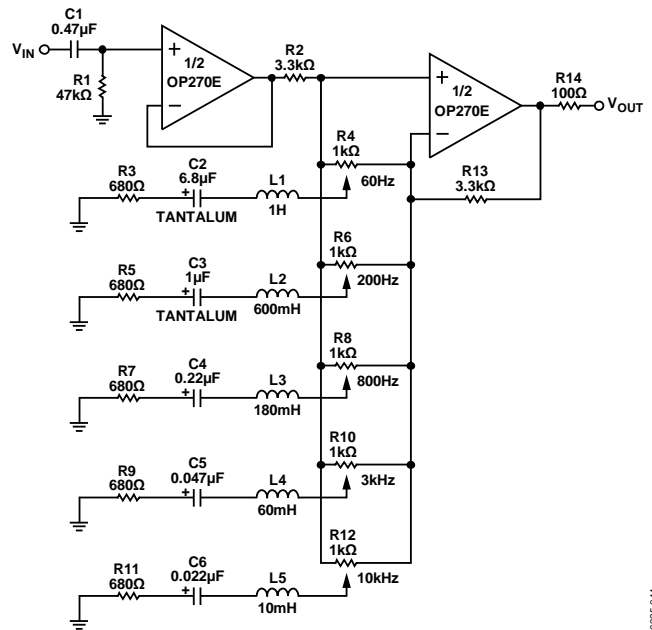 C1
0.47µF
VIN
R1
47kΩ
+
–
1/2
OP270E
R2
3.3kΩ
+
–
1/2
OP270E
R14
100Ω
VOUT
R13
3.3kΩ
R3
680Ω
C2
6.8µF
+
TANTALUM
L1
1H
R4
1kΩ
60Hz
R5
680Ω
C3
1µF
+
TANTALUM
L2
600mH
R6
1kΩ
200Hz
R7
680Ω
C4
0.22µF
+
L3
180mH
R8
1kΩ
800Hz
R9
680Ω
C5
0.047µF
+
L4
60mH
R10
1kΩ
3kHz
R11
680Ω
C6
0.022µF
+
L5
10mH
R12
1kΩ
10kHz